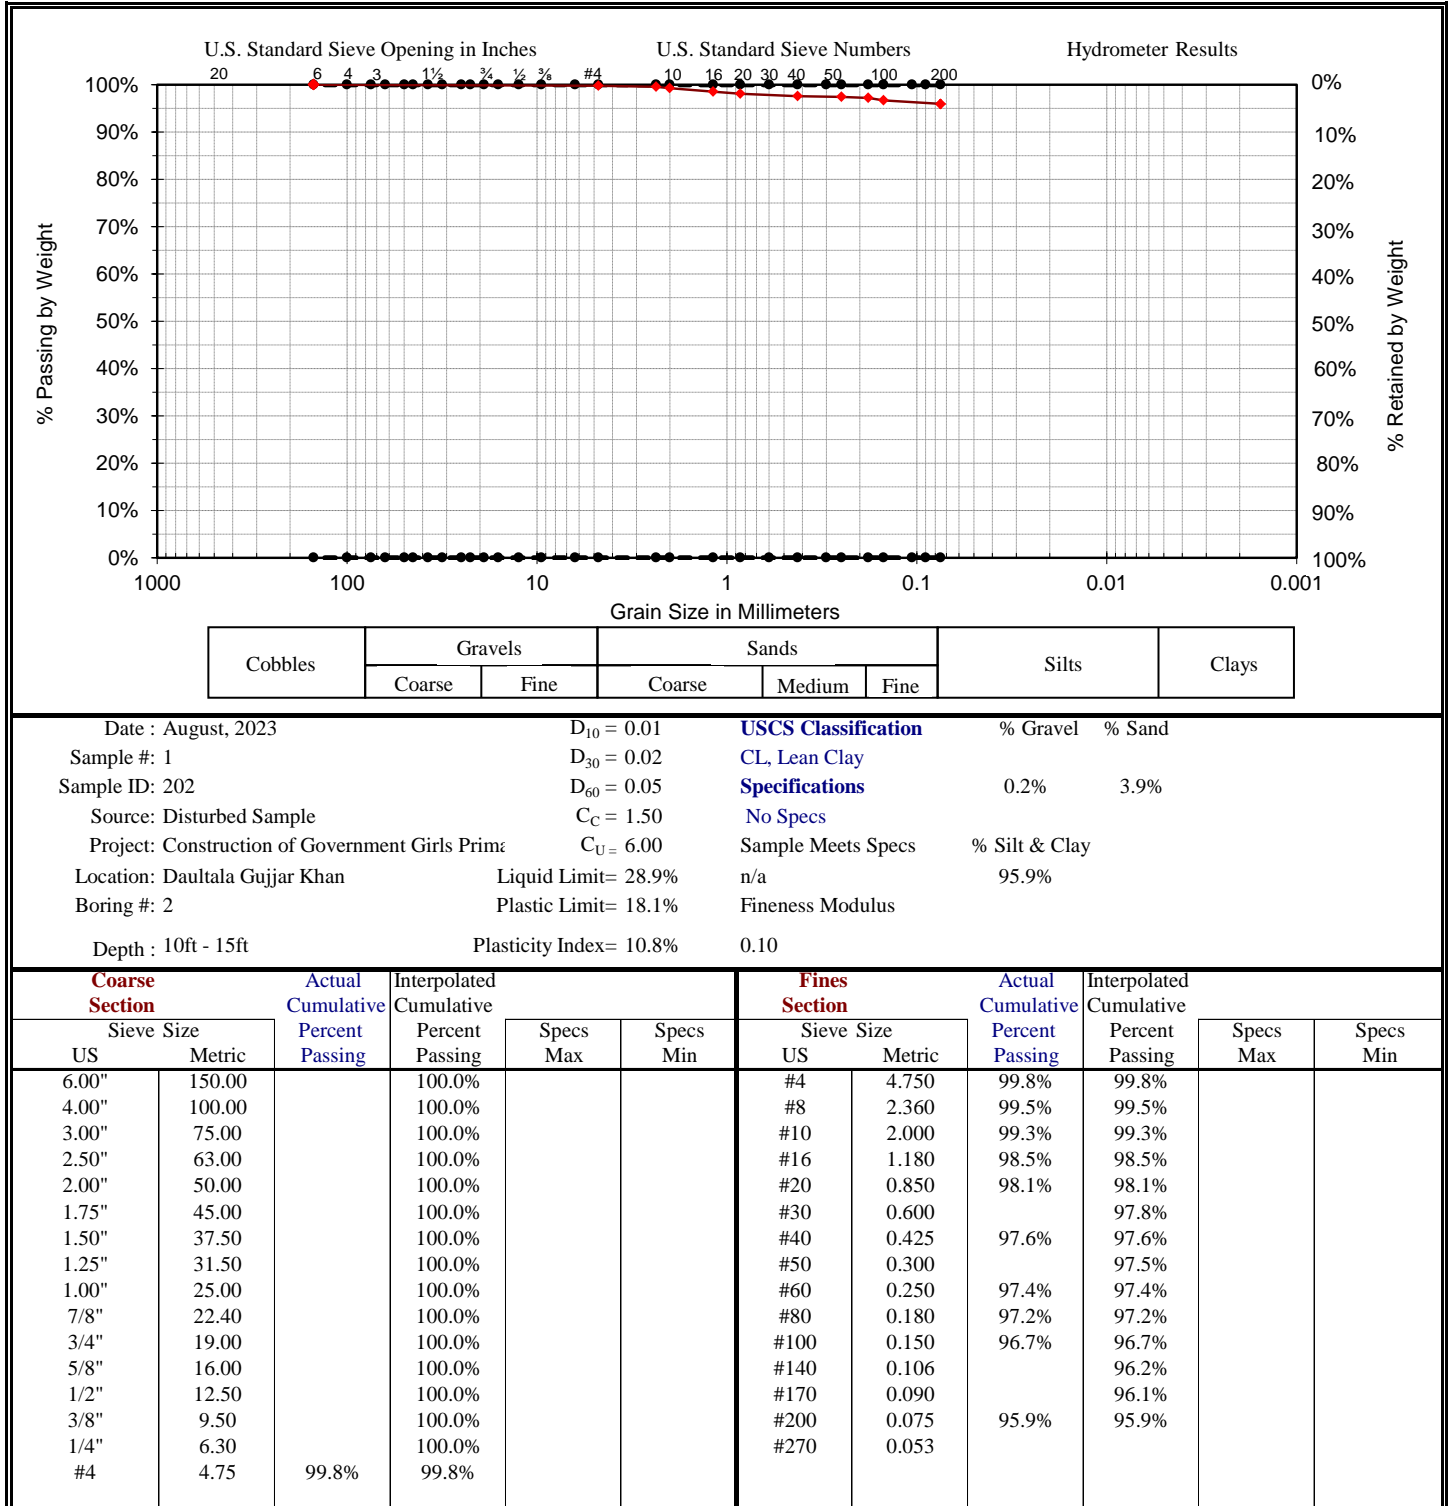 U.S. Standard Sieve Opening in Inches U.S. Standard Sieve Numbers Hydrometer Results
20 6 4 3 1½ ¾ ½ ⅜ #4 10 16 20 30 40 50 100 200
100% 0%
90% 10%
80% 20%
70% 30%
60% 40%
50% 50%
40% 60%
30% 70%
20% 80%
10% 90%
0% 100%
% Passing by Weight
% Retained by Weight
1000 100 10 1 0.1 0.01 0.001
Grain Size in Millimeters
Cobbles Gravels Sands Silts Clays
Coarse Fine Coarse Medium Fine
Date : August, 2023 D10 = 0.01 USCS Classification % Gravel % Sand
Sample #: 1 D30 = 0.02 CL, Lean Clay
Sample ID: 202 D60 = 0.05 Specifications 0.2% 3.9%
Source: Disturbed Sample CC = 1.50 No Specs
Project: Construction of Government Girls Prima CU = 6.00 Sample Meets Specs % Silt & Clay
Location: Daultala Gujjar Khan Liquid Limit= 28.9% n/a 95.9%
Boring #: 2 Plastic Limit= 18.1% Fineness Modulus
Depth : 10ft - 15ft Plasticity Index= 10.8% 0.10
Coarse Actual Interpolated Fines Actual Interpolated
Section Cumulative Cumulative Section Cumulative Cumulative
Sieve Size Percent Percent Specs Specs Sieve Size Percent Percent Specs Specs
US Metric Passing Passing Max Min US Metric Passing Passing Max Min
6.00" 150.00 100.0% #4 4.750 99.8% 99.8%
4.00" 100.00 100.0% #8 2.360 99.5% 99.5%
3.00" 75.00 100.0% #10 2.000 99.3% 99.3%
2.50" 63.00 100.0% #16 1.180 98.5% 98.5%
2.00" 50.00 100.0% #20 0.850 98.1% 98.1%
1.75" 45.00 100.0% #30 0.600 97.8%
1.50" 37.50 100.0% #40 0.425 97.6% 97.6%
1.25" 31.50 100.0% #50 0.300 97.5%
1.00" 25.00 100.0% #60 0.250 97.4% 97.4%
7/8" 22.40 100.0% #80 0.180 97.2% 97.2%
3/4" 19.00 100.0% #100 0.150 96.7% 96.7%
5/8" 16.00 100.0% #140 0.106 96.2%
1/2" 12.50 100.0% #170 0.090 96.1%
3/8" 9.50 100.0% #200 0.075 95.9% 95.9%
1/4" 6.30 100.0% #270 0.053
#4 4.75 99.8% 99.8%